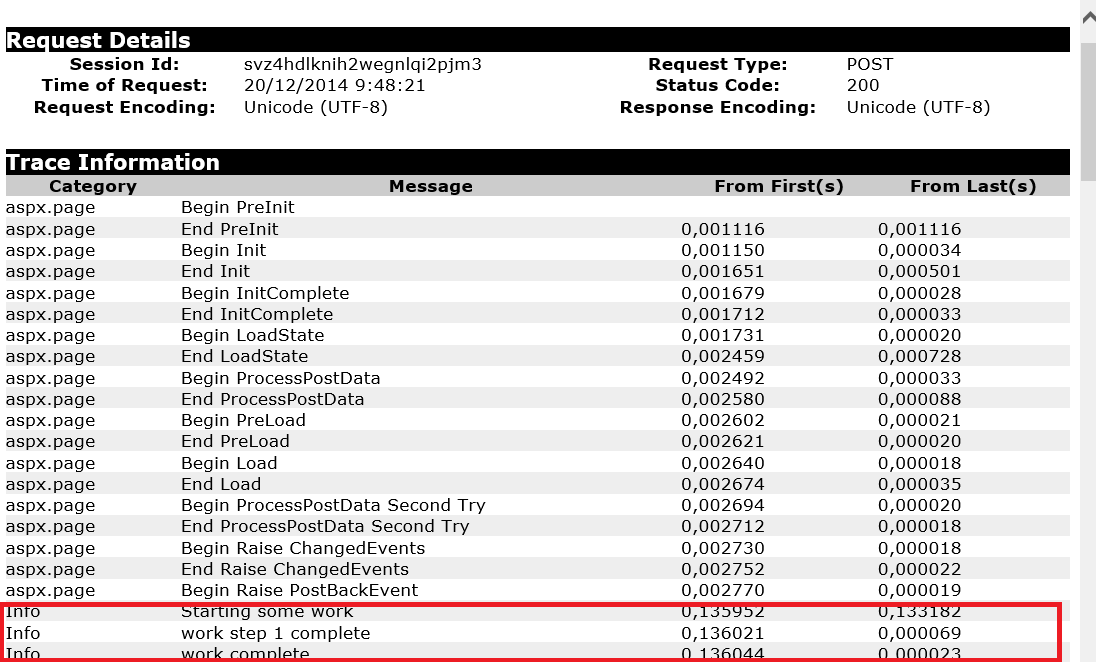 Request Details
Session Id: svz4hdlknih2wegnlqi2pjm3 Request Type: POST
Time of Request: 20/12/2014 9:48:21 Status Code: 200
Request Encoding: Unicode (UTF-8) Response Encoding: Unicode (UTF-8)
Trace Information
Category Message From First(s) From Last(s)
aspx.page Begin PreInit
aspx.page End PreInit 0,001116 0,001116
aspx.page Begin Init 0,001150 0,000034
aspx.page End Init 0,001651 0,000501
aspx.page Begin InitComplete 0,001679 0,000028
aspx.page End InitComplete 0,001712 0,000033
aspx.page Begin LoadState 0,001731 0,000020
aspx.page End LoadState 0,002459 0,000728
aspx.page Begin ProcessPostData 0,002492 0,000033
aspx.page End ProcessPostData 0,002580 0,000088
aspx.page Begin PreLoad 0,002602 0,000021
aspx.page End PreLoad 0,002621 0,000020
aspx.page Begin Load 0,002640 0,000018
aspx.page End Load 0,002674 0,000035
aspx.page Begin ProcessPostData Second Try 0,002694 0,000020
aspx.page End ProcessPostData Second Try 0,002712 0,000018
aspx.page Begin Raise ChangedEvents 0,002730 0,000018
aspx.page End Raise ChangedEvents 0,002752 0,000022
aspx.page Begin Raise PostBackEvent 0,002770 0,000019
Info Starting some work 0,135952 0,133182
Info work step 1 complete 0,136021 0,000069
Info work complete 0,136044 0,000023